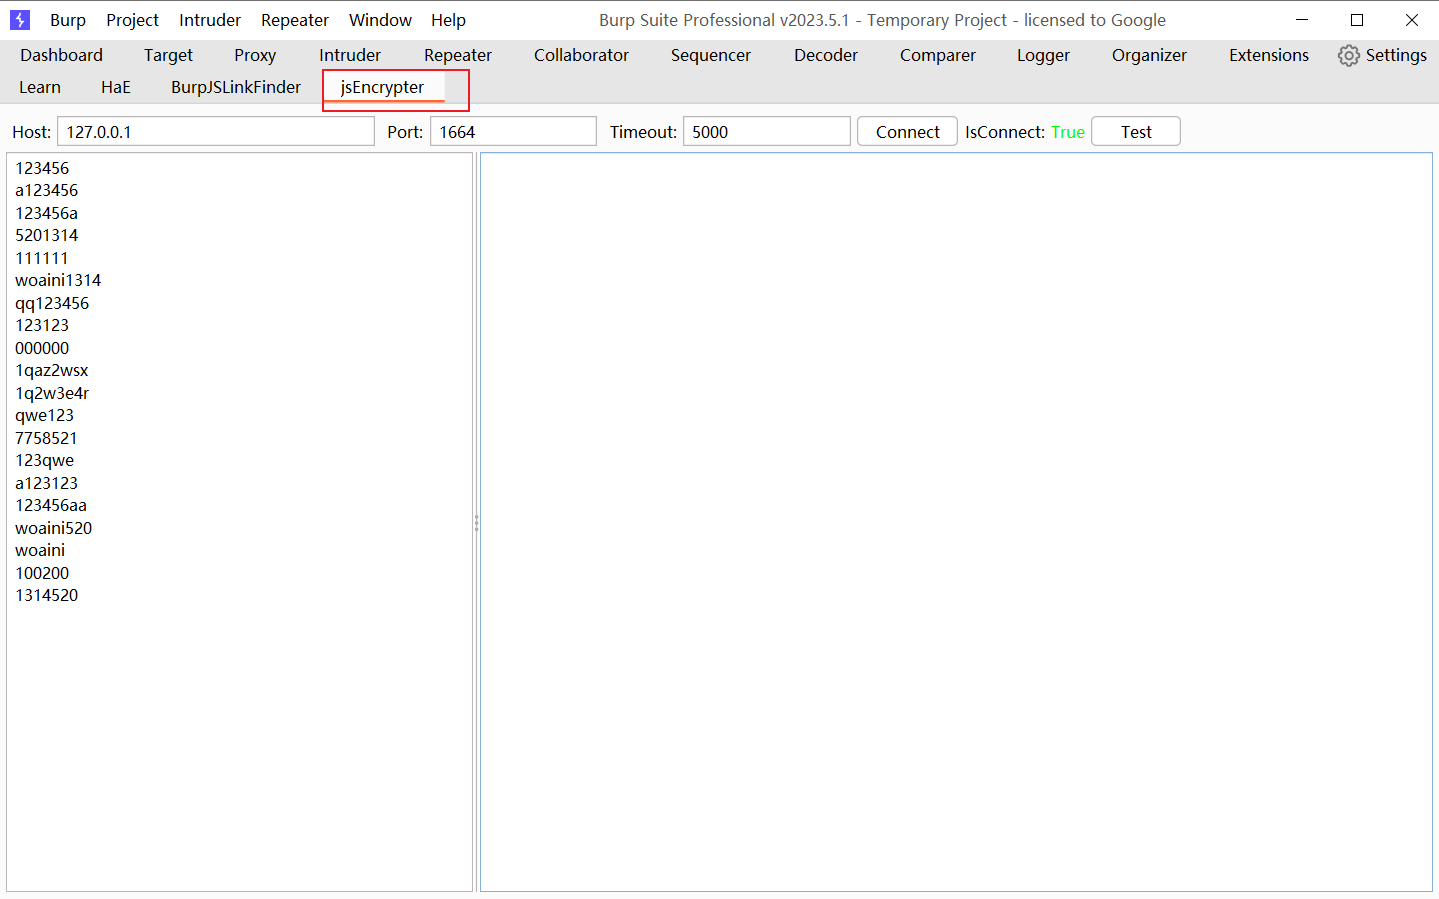 Burp Project Intruder Repeater Window Help Burp Suite Professional v2023.5.1 - Temporary Project - licensed to Google
Dashboard Target Proxy Intruder Repeater Collaborator Sequencer Decoder Comparer Logger Organizer Extensions Settings
Learn HaE BurpJSLinkFinder jsEncrypter
Host: 127.0.0.1 Port: 1664 Timeout: 5000 Connect IsConnect: True Test
123456
a123456
123456a
5201314
111111
woaini1314
qq123456
123123
000000
1qaz2wsx
1q2w3e4r
qwe123
7758521
123qwe
a123123
123456aa
woaini520
woaini
100200
1314520